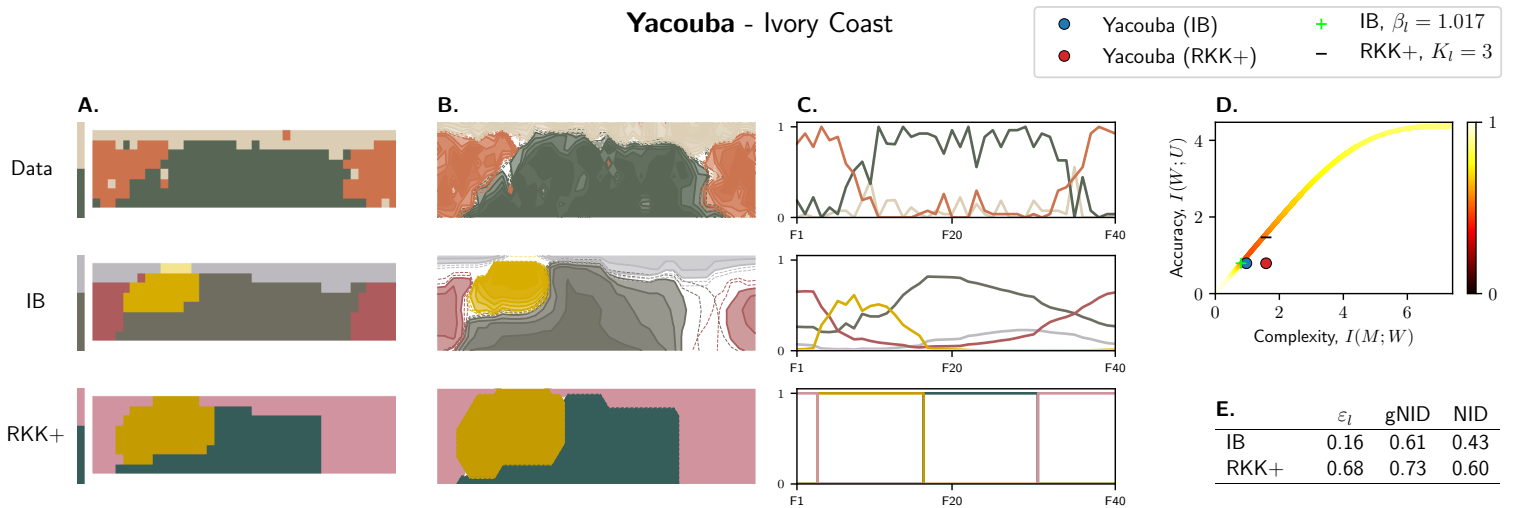 Yacouba - Ivory Coast
Yacouba (IB)
Yacouba (RKK+)
IB, βl = 1.017
RKK+, Kl = 3
A.
B.
C.
D.
Data
IB
RKK+
1
0
F1
F20
F40
1
0
F1
F20
F40
1
0
F1
F20
F40
Accuracy, I(W; U)
4
2
0
0
2
4
6
Complexity, I(M; W)
1
0
E.
εl gNID NID
IB 0.16 0.61 0.43
RKK+ 0.68 0.73 0.60